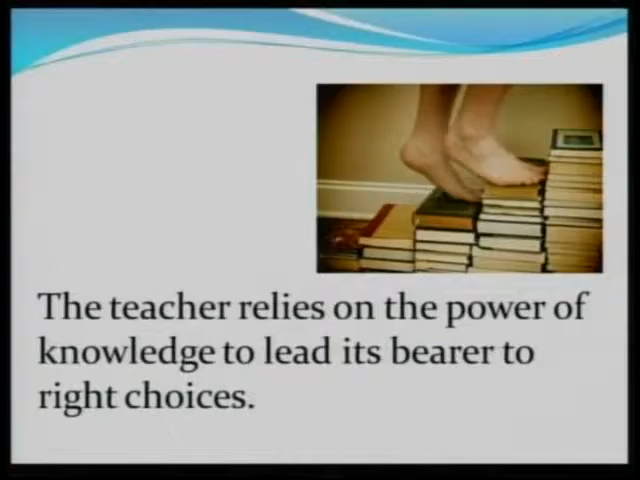 The teacher relies on the power of
knowledge to lead its bearer to
right choices.